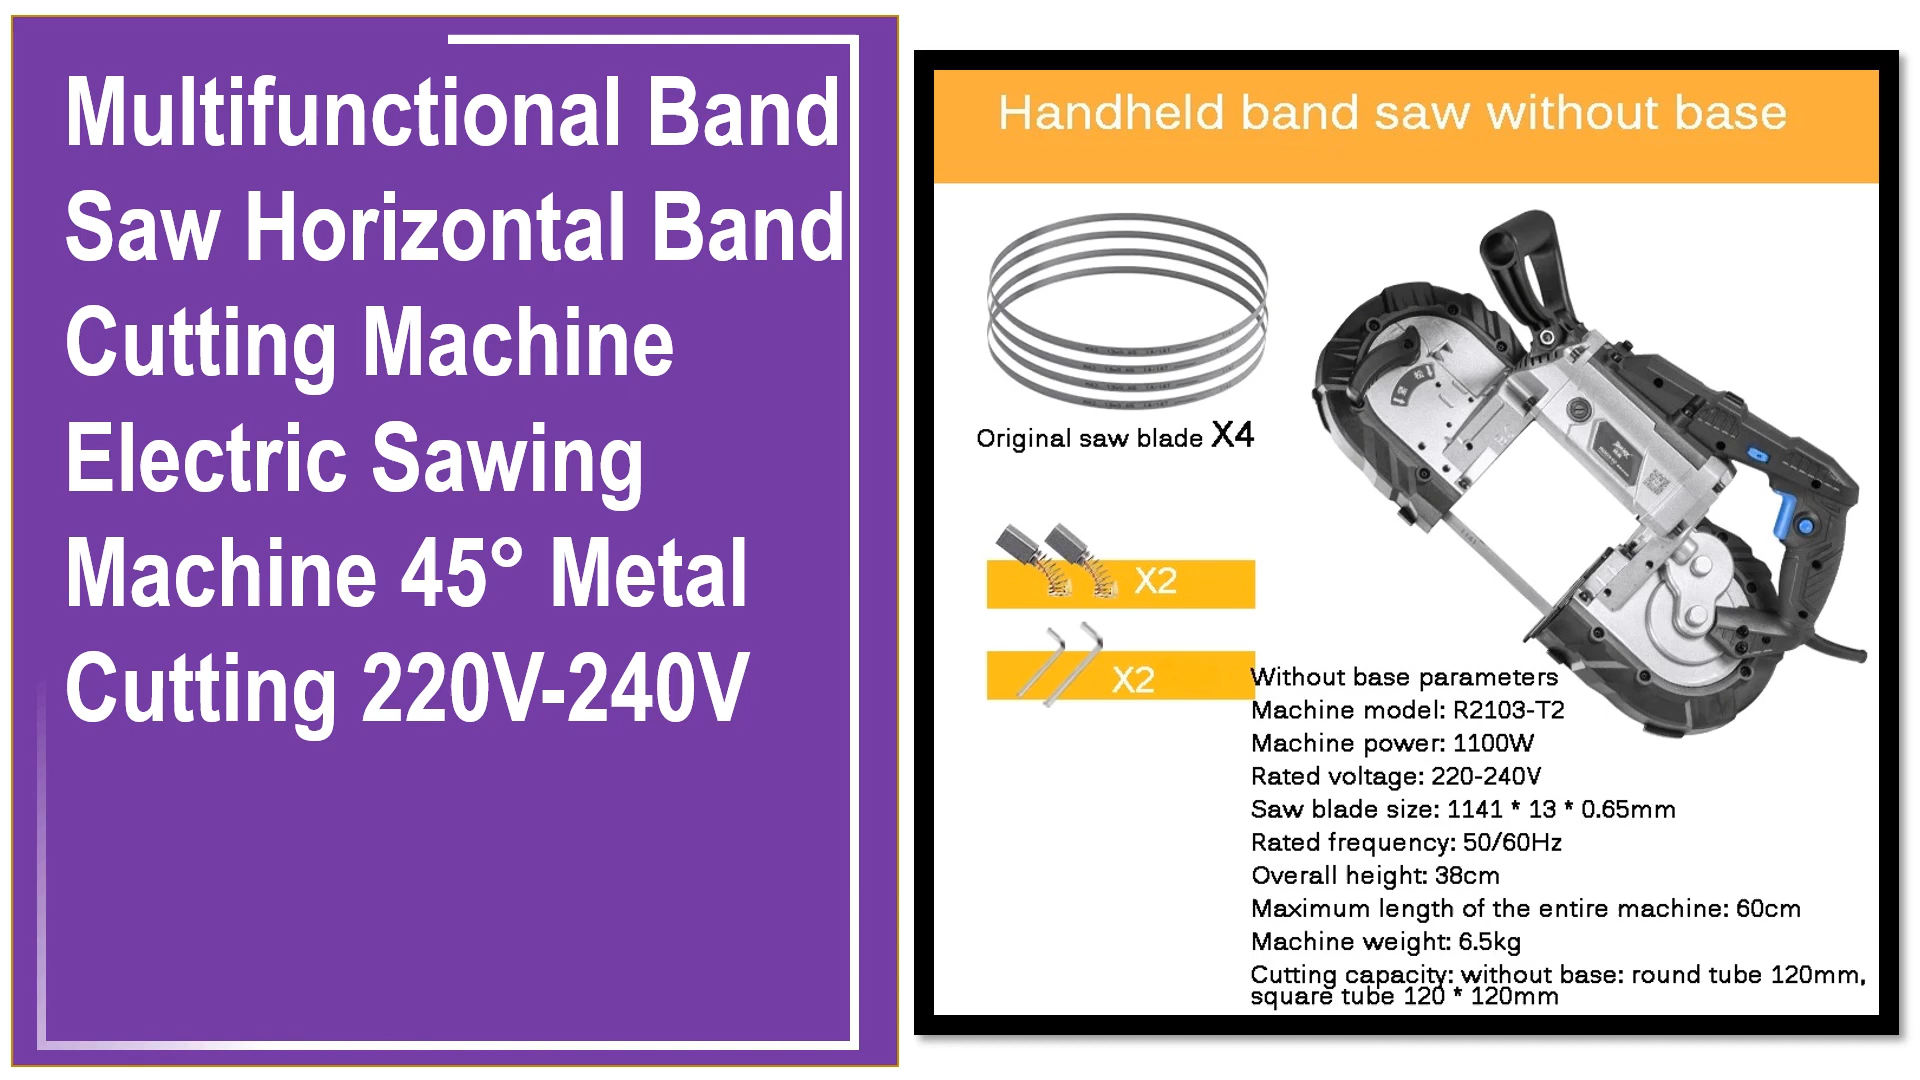 Multifunctional Band
Saw Horizontal Band
Cutting Machine
Electric Sawing
Machine 45° Metal
Cutting 220V-240V
Handheld band saw without base
Original saw blade X4
X2
X2
Without base parameters
Machine model: R2103-T2
Machine power: 1100W
Rated voltage: 220-240V
Saw blade size: 1141 * 13 * 0.65mm
Rated frequency: 50/60Hz
Overall height: 38cm
Maximum length of the entire machine: 60cm
Machine weight: 6.5kg
Cutting capacity: without base: round tube 120mm,
square tube 120 * 120mm